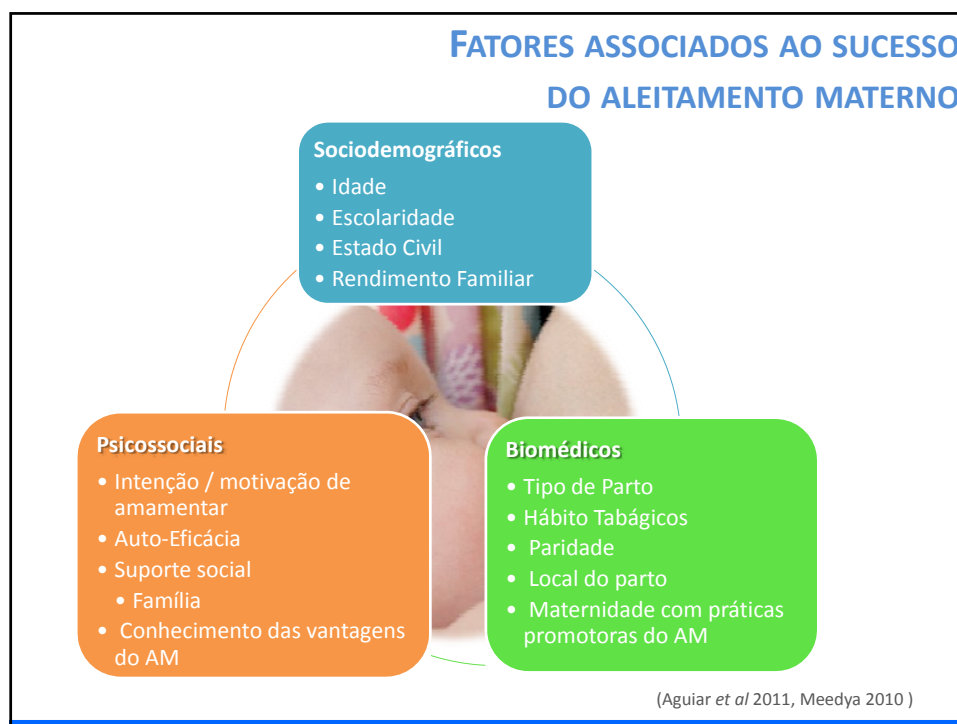 FATORES ASSOCIADOS AO SUCESSO
DO ALEITAMENTO MATERNO
Sociodemográficos
• Idade
• Escolaridade
• Estado Civil
• Rendimento Familiar
Psicossociais
• Intenção / motivação de
amamentar
• Auto-Eficácia
• Suporte social
• Família
• Conhecimento das vantagens
do AM
Biomédicos
• Tipo de Parto
• Hábito Tabágicos
• Paridade
• Local do parto
• Maternidade com práticas
promotoras do AM
(Aguiar et al 2011, Meedya 2010 )